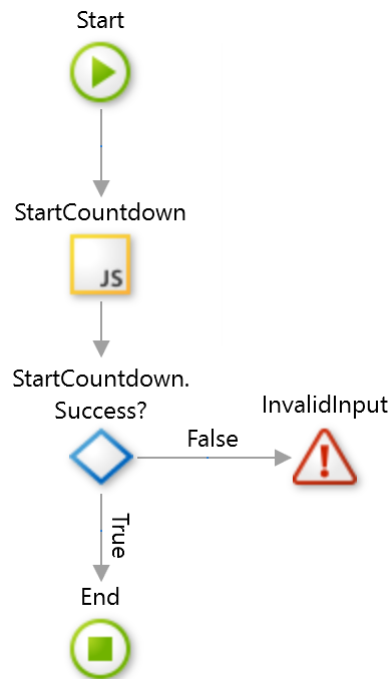 Start
StartCountdown
JS
StartCountdown.
Success?
InvalidInput
False
True
End